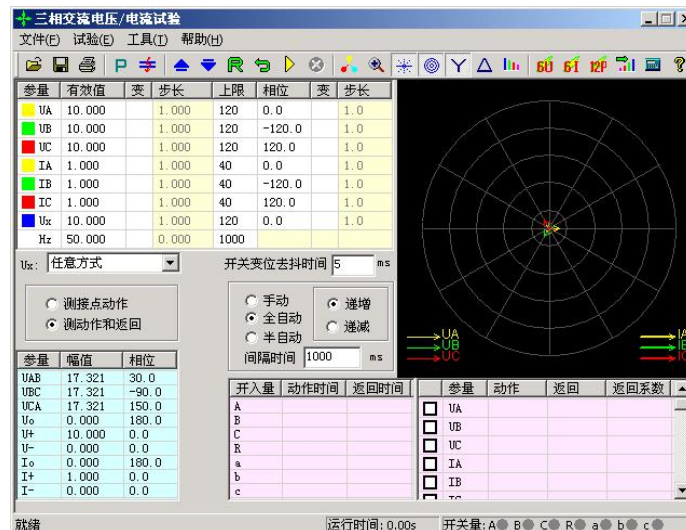 三相交流电压/电流试验
文件(F) 试验(E) 工具(T) 帮助(H)
P R 6U 6I 12P ?
参量 有效值 变 步长 上限 相位 变 步长
UA 10.000 1.000 120 0.0 1.0
UB 10.000 1.000 120 -120.0 1.0
UC 10.000 1.000 120 120.0 1.0
IA 1.000 1.000 40 0.0 1.0
IB 1.000 1.000 40 -120.0 1.0
IC 1.000 1.000 40 120.0 1.0
Ux 10.000 1.000 120 0.0 1.0
Hz 50.000 0.000 1000
Ux: 任意方式 开关变位去抖时间 5 ms
测接点动作
测动作和返回
手动
全自动
半自动
递增
递减
间隔时间 1000 ms
UA
UB
UC
IA
IB
IC
参量 幅值 相位
UAB 17.321 30.0
UBC 17.321 -90.0
UCA 17.321 150.0
Uo 0.000 180.0
U+ 10.000 0.0
U- 0.000 0.0
Io 0.000 180.0
I+ 1.000 0.0
I- 0.000 0.0
开入量 动作时间 返回时间
A
B
C
R
a
b
c
参量 动作 返回 返回系数
UA
UB
UC
IA
IB
就绪 运行时间: 0.00s 开关量: A B C R a b c